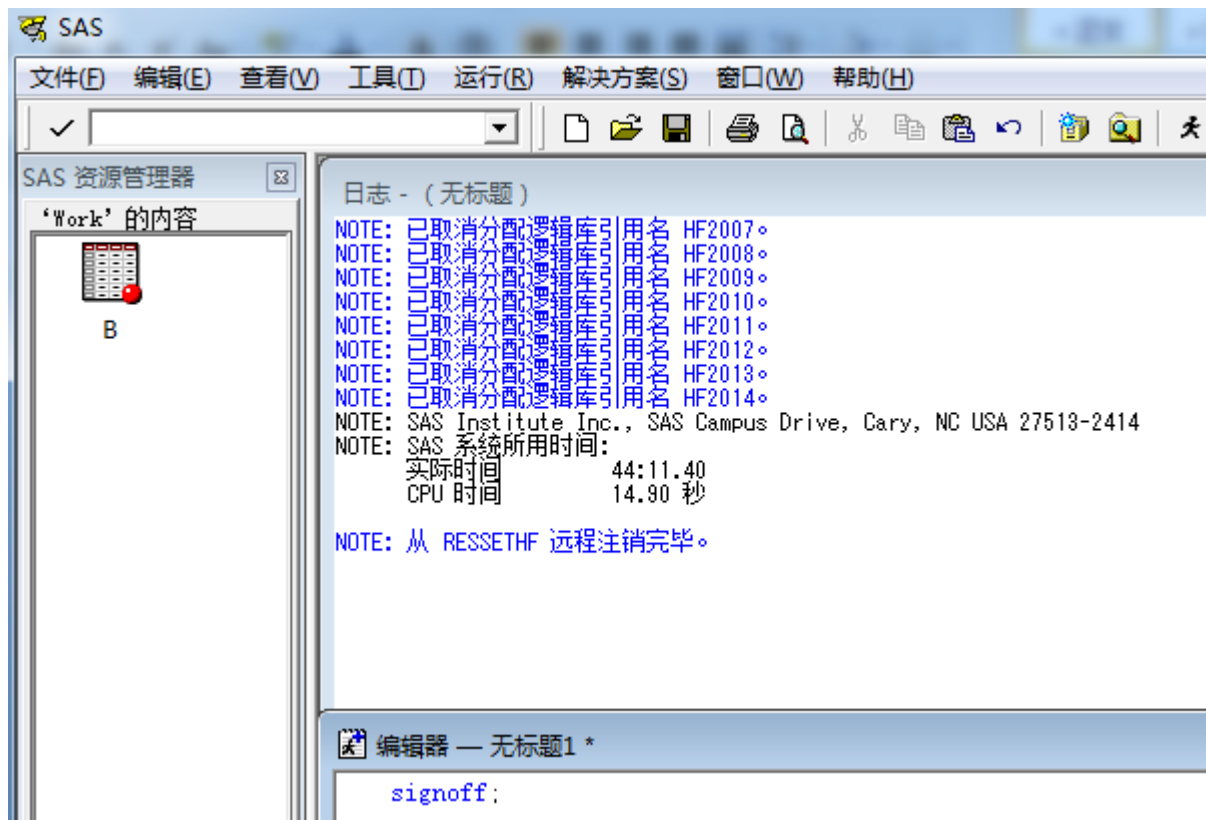 SAS
文件(F) 编辑(E) 查看(V) 工具(T) 运行(R) 解决方案(S) 窗口(W) 帮助(H)
SAS 资源管理器
‘Work’的内容
B
日志 - (无标题)
NOTE: 已取消分配逻辑库引用名 HF2007。
NOTE: 已取消分配逻辑库引用名 HF2008。
NOTE: 已取消分配逻辑库引用名 HF2009。
NOTE: 已取消分配逻辑库引用名 HF2010。
NOTE: 已取消分配逻辑库引用名 HF2011。
NOTE: 已取消分配逻辑库引用名 HF2012。
NOTE: 已取消分配逻辑库引用名 HF2013。
NOTE: 已取消分配逻辑库引用名 HF2014。
NOTE: SAS Institute Inc., SAS Campus Drive, Cary, NC USA 27513-2414
NOTE: SAS 系统所用时间:
实际时间 44:11.40
CPU 时间 14.90 秒
NOTE: 从 RESSETHF 远程注销完毕。
编辑器 — 无标题1 *
signoff;